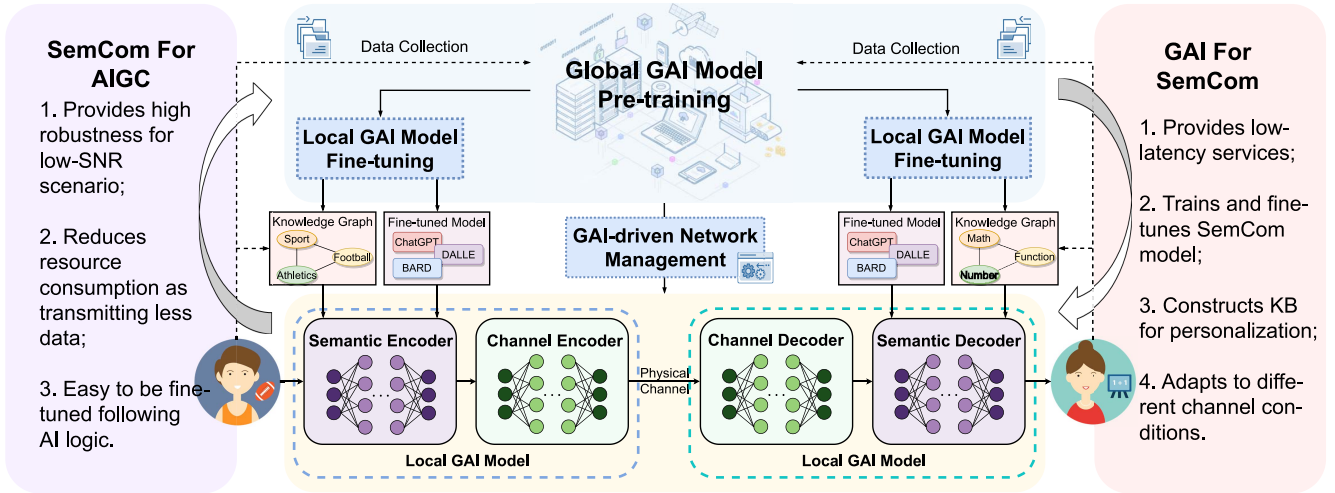 SemCom For
AIGC
1. Provides high
robustness for
low-SNR
scenario;
2. Reduces
resource
consumption as
transmitting less
data;
3. Easy to be fine-
tuned following
AI logic.
Data Collection
Data Collection
Global GAI Model
Pre-training
Local GAI Model
Fine-tuning
Local GAI Model
Fine-tuning
Knowledge Graph
Sport
Football
Athletics
Fine-tuned Model
ChatGPT
DALLE
BARD
GAI-driven Network
Management
Fine-tuned Model
ChatGPT
DALLE
BARD
Knowledge Graph
Math
Function
Number
Semantic Encoder
Channel Encoder
Physical
Channel
Channel Decoder
Semantic Decoder
Local GAI Model
Local GAI Model
GAI For
SemCom
1. Provides low-
latency services;
2. Trains and fine-
tunes SemCom
model;
3. Constructs KB
for personalization;
4. Adapts to diffe-
rent channel con-
ditions.